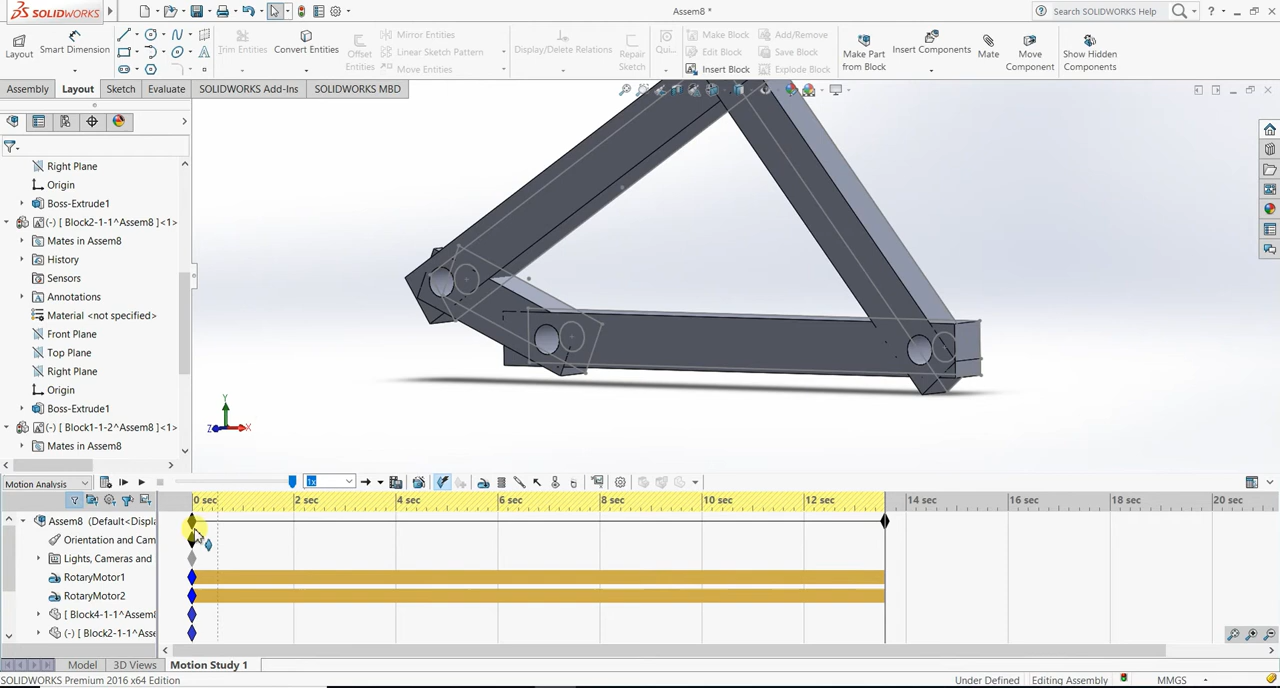 SOLIDWORKS
Assem8 *
Search SOLIDWORKS Help
Layout
Smart Dimension
Trim Entities
Convert Entities
Offset Entities
Mirror Entities
Linear Sketch Pattern
Move Entities
Display/Delete Relations
Repair Sketch
Qui...
Make Block
Edit Block
Insert Block
Add/Remove
Save Block
Explode Block
Make Part from Block
Insert Components
Mate
Move Component
Show Hidden Components
Assembly
Layout
Sketch
Evaluate
SOLIDWORKS Add-Ins
SOLIDWORKS MBD
Right Plane
Origin
Boss-Extrude1
(-) [ Block2-1-1^Assem8 ]<1>
Mates in Assem8
History
Sensors
Annotations
Material <not specified>
Front Plane
Top Plane
Right Plane
Origin
Boss-Extrude1
(-) [ Block1-1-2^Assem8 ]<1>
Mates in Assem8
Y
Z X
Motion Analysis
1x
0 sec 2 sec 4 sec 6 sec 8 sec 10 sec 12 sec 14 sec 16 sec 18 sec 20 sec
Assem8 (Default<Displ
Orientation and Cam
Lights, Cameras and
RotaryMotor1
RotaryMotor2
[ Block4-1-1^Assem8
(-) [ Block2-1-1^Asse
Model
3D Views
Motion Study 1
SOLIDWORKS Premium 2016 x64 Edition
Under Defined
Editing Assembly
MMGS